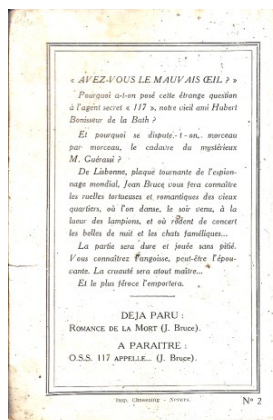 « AVEZ-VOUS LE MAUVAIS ŒIL ? »
Pourquoi a-t-on posé cette étrange question
à l'agent secret « 117 », notre vieil ami Hubert
Bonisseur de la Bath ?
Et pourquoi se dispute-t-on, morceau
par morceau, le cadavre du mystérieux
M. Guérassi ?
De Lisbonne, plaque tournante de l'espion-
nage mondial, Jean Bruce vous fera connaître
les ruelles tortueuses et romantiques des vieux
quartiers, où l'on danse, le soir venu, à la
lueur des lampions, et où rôdent de concert
les belles de nuit et les chats faméliques...
La partie sera dure et jouée sans pitié.
Vous connaîtrez l'angoisse, peut-être l'épou-
vante. La cruauté sera atout maître...
Et le plus féroce l'emportera.
DEJA PARU :
ROMANCE DE LA MORT (J. Bruce).
A PARAITRE :
O.S.S. 117 APPELLE... (J. Bruce).
Imp. NEVERS.
N° 2